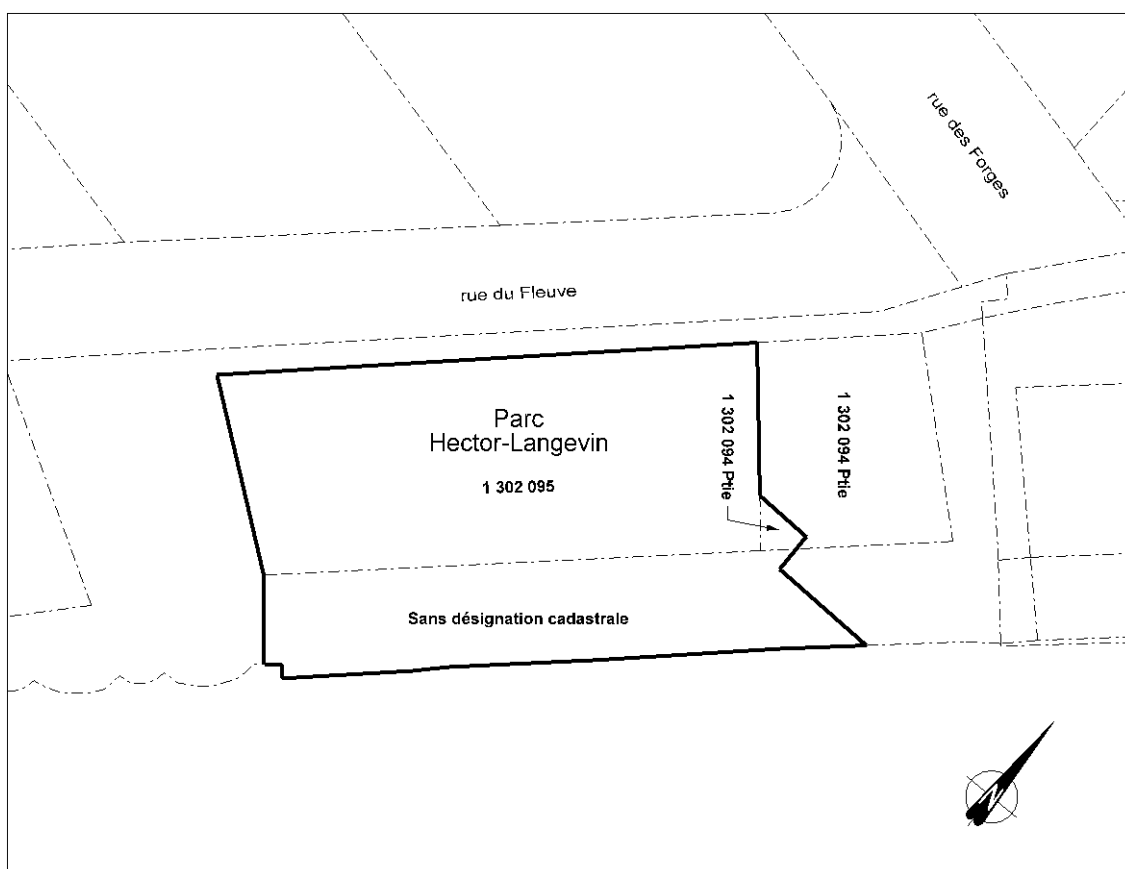 rue des Forges
rue du Fleuve
Parc
Hector-Langevin
1 302 095
1 302 094 Ptie
1 302 094 Ptie
Sans désignation cadastrale
N